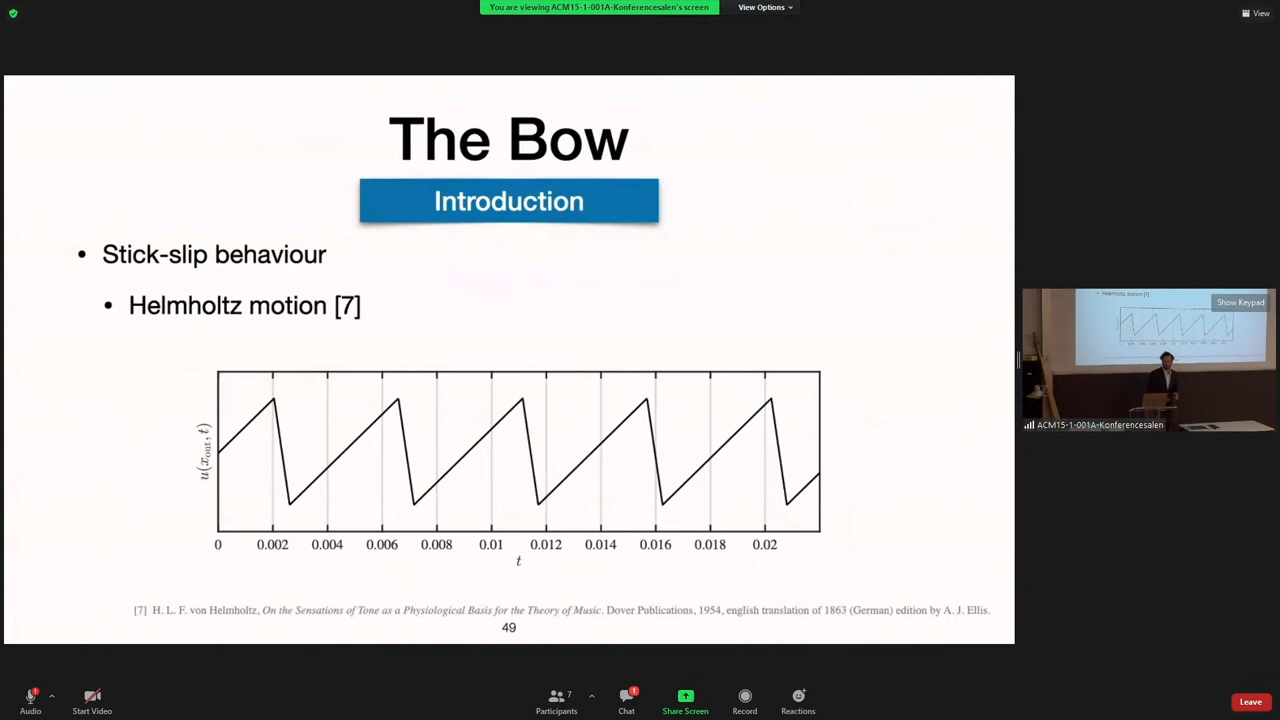 You are viewing ACM15-1-001A-Konferencesalen's screen
View Options
View
The Bow
Introduction
• Stick-slip behaviour
• Helmholtz motion [7]
u(x_out, t)
0 0.002 0.004 0.006 0.008 0.01 0.012 0.014 0.016 0.018 0.02
t
[7] H. L. F. von Helmholtz, On the Sensations of Tone as a Physiological Basis for the Theory of Music. Dover Publications, 1954, english translation of 1863 (German) edition by A. J. Ellis.
49
Helmholtz motion [7]
Show Keypad
ACM15-1-001A-Konferencesalen
Audio
Start Video
7
Participants
1
Chat
Share Screen
Record
Reactions
Leave